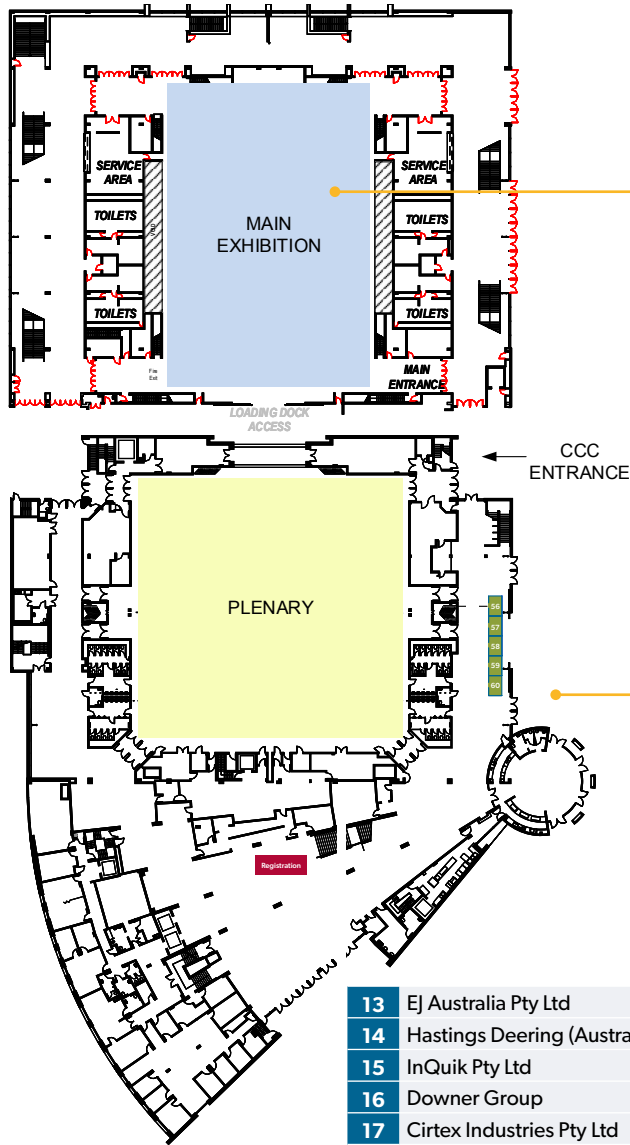 SERVICE
AREA
SERVICE
AREA
TOILETS
TOILETS
MAIN
EXHIBITION
TOILETS
TOILETS
Fire
Exit
MAIN
ENTRANCE
LOADING DOCK
ACCESS
CCC
ENTRANCE
PLENARY
56
57
58
59
60
Registration
13 EJ Australia Pty Ltd
14 Hastings Deering (Austra
15 InQuik Pty Ltd
16 Downer Group
17 Cirtex Industries Pty Ltd